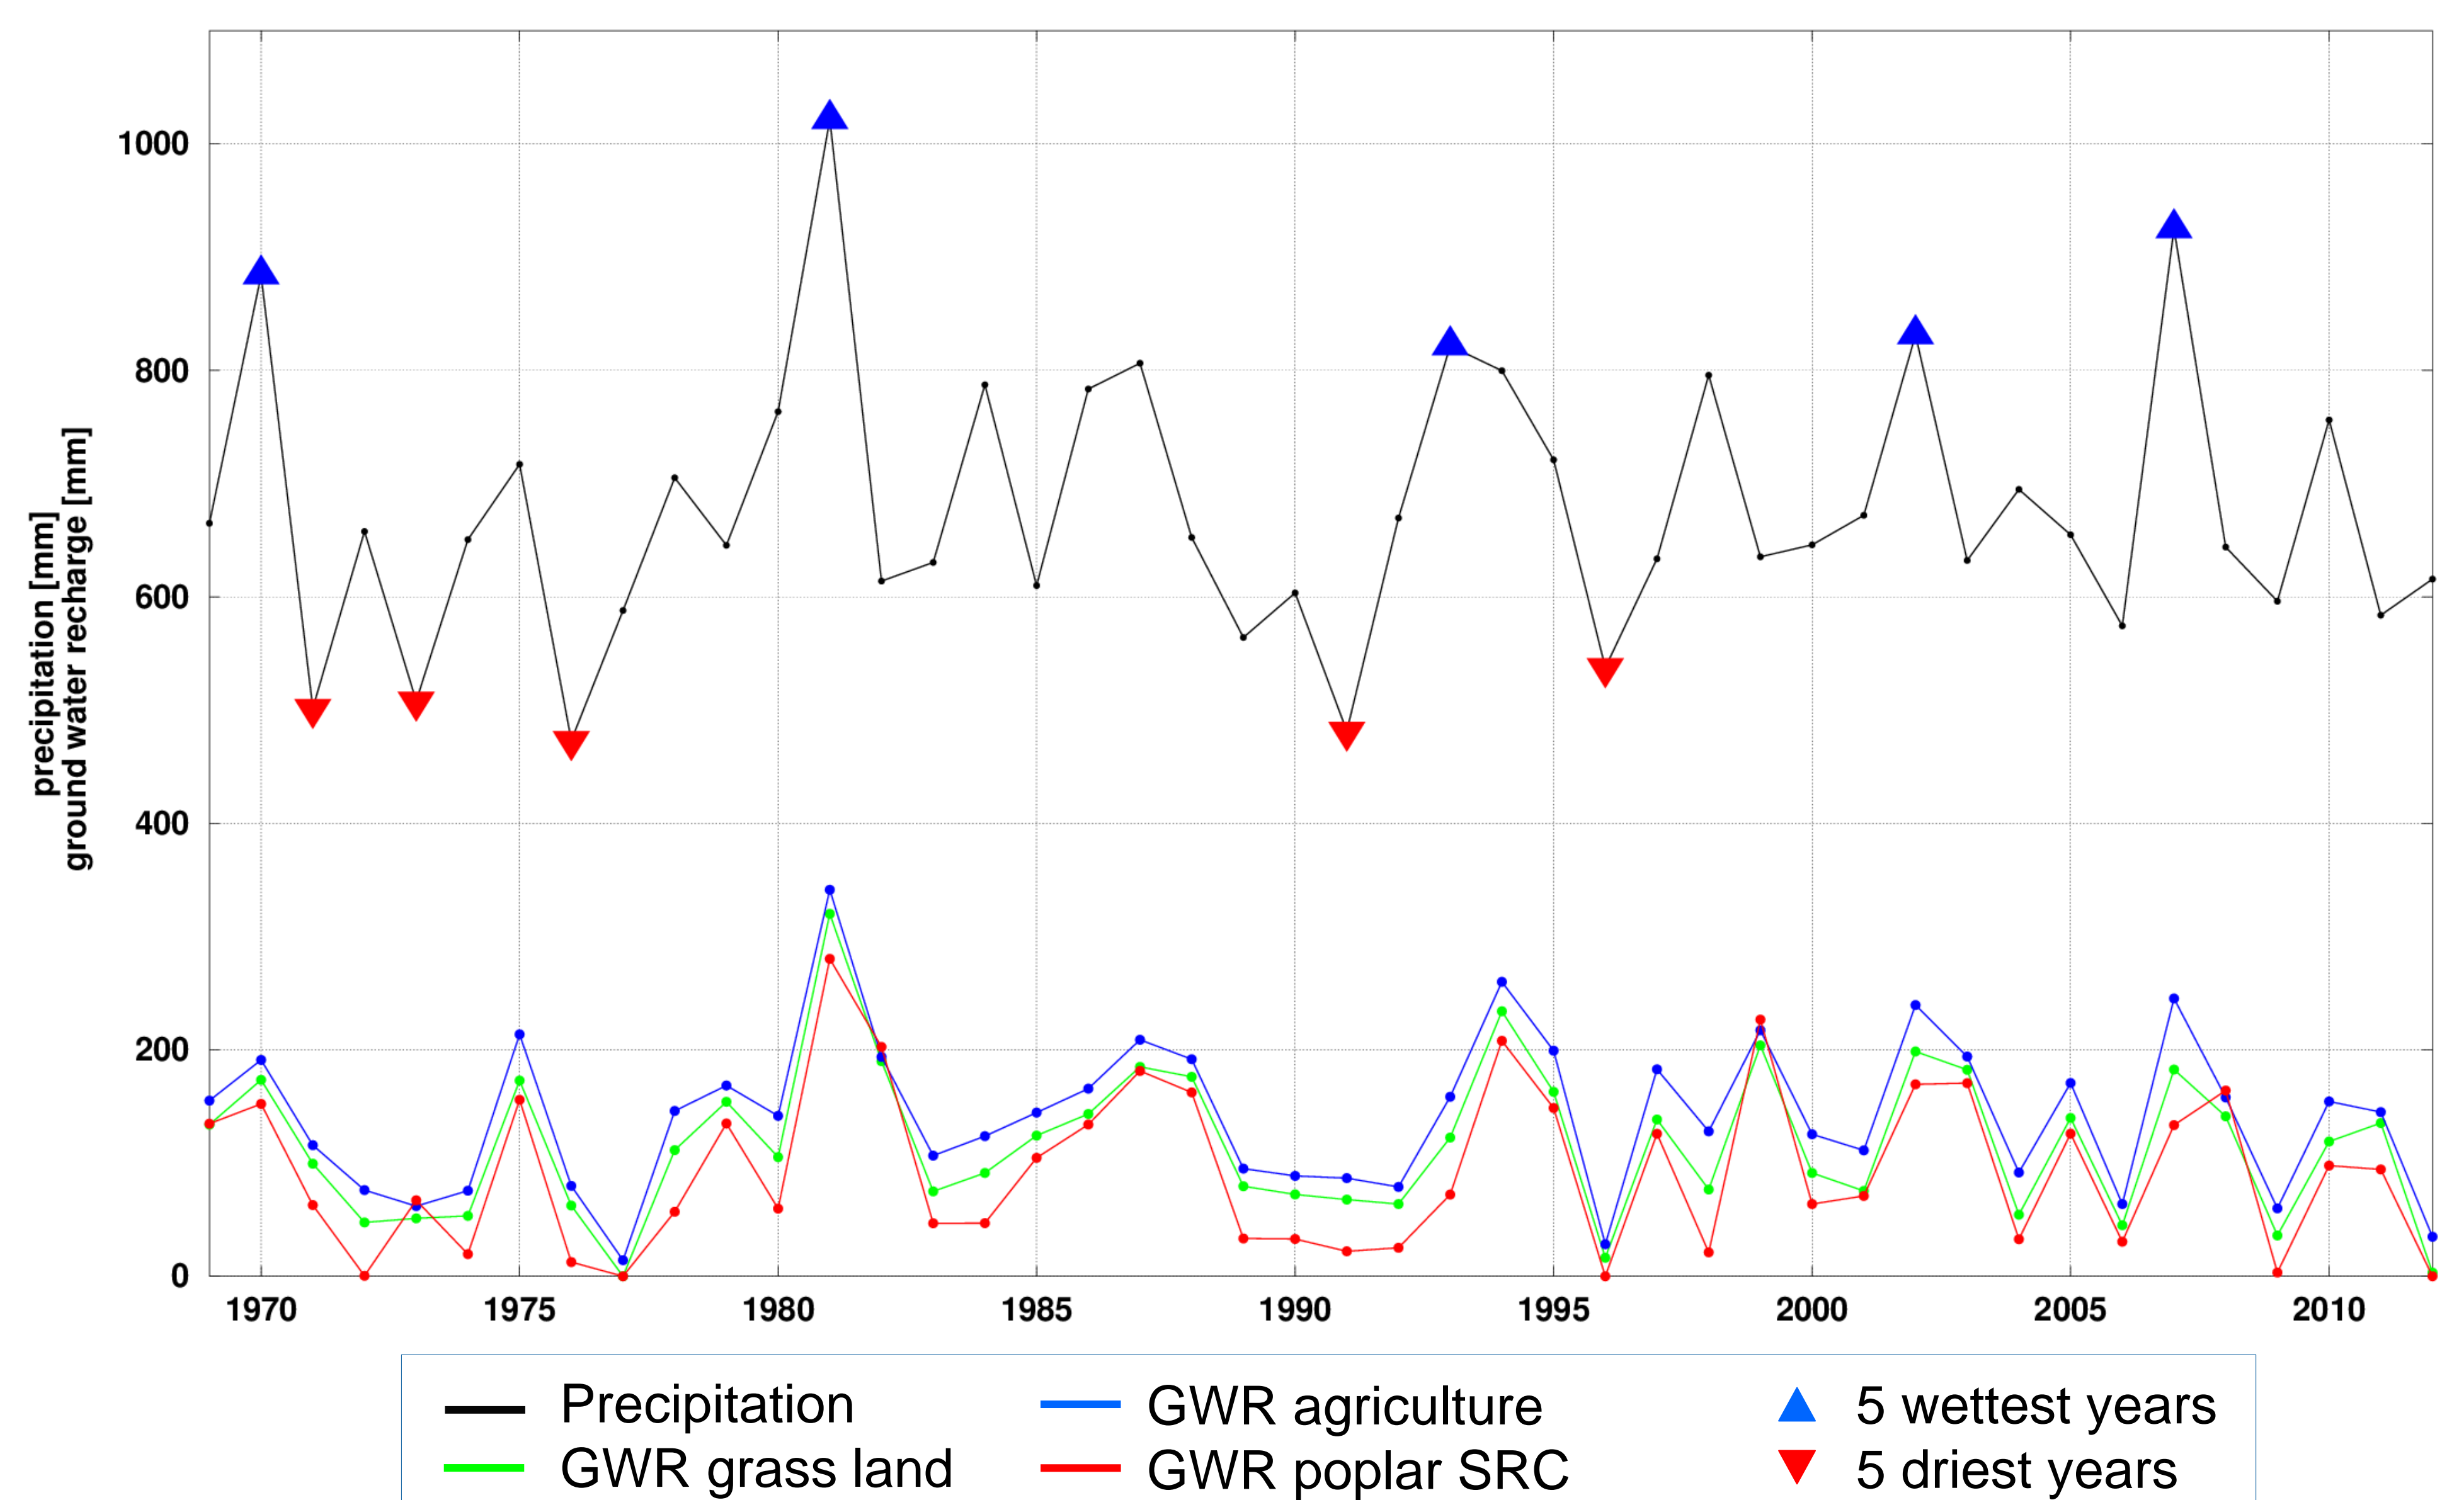 1000
800
600
400
200
0
precipitation [mm]
ground water recharge [mm]
1970 1975 1980 1985 1990 1995 2000 2005 2010
Precipitation GWR agriculture 5 wettest years
GWR grass land GWR poplar SRC 5 driest years